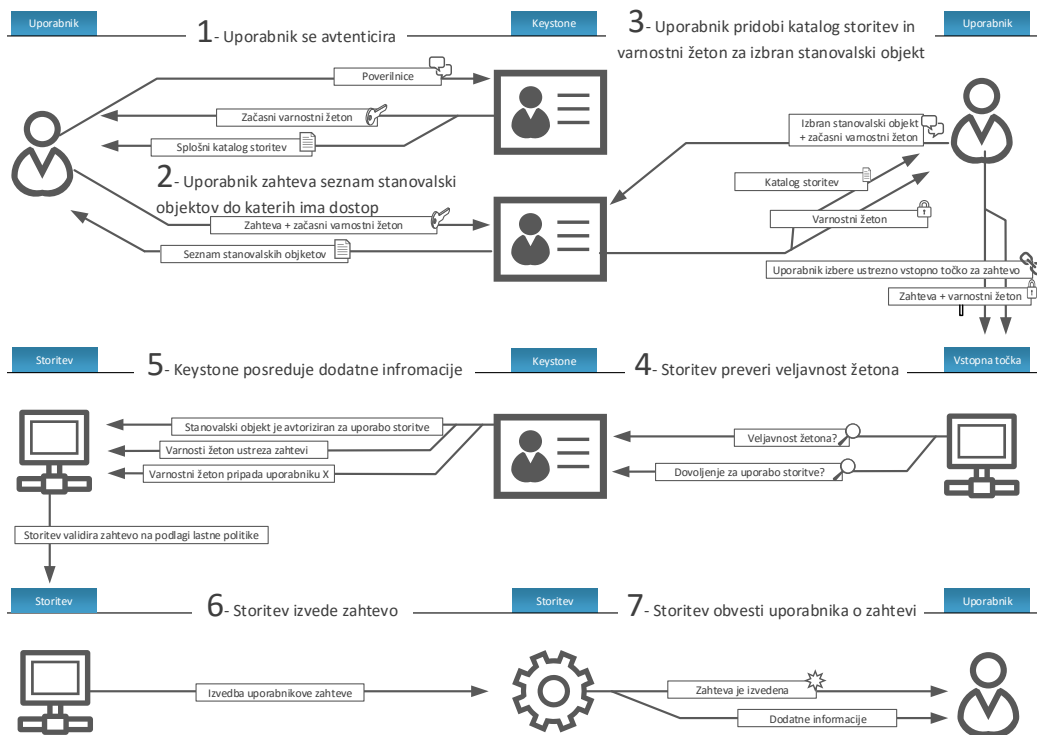 Uporabnik
1- Uporabnik se avtenticira
Keystone
3- Uporabnik pridobi katalog storitev in
varnostni žeton za izbran stanovalski objekt
Uporabnik
Poverilnice
Začasni varnostni žeton
Splošni katalog storitev
2- Uporabnik zahteva seznam stanovalski
objektov do katerih ima dostop
Zahteva + začasni varnostni žeton
Seznam stanovalskih objketov
Izbran stanovalski objekt
+ začasni varnostni žeton
Katalog storitev
Varnostni žeton
Uporabnik izbere ustrezno vstopno točko za zahtevo
Zahteva + varnostni žeton
Storitev
5- Keystone posreduje dodatne infromacije
Keystone
4- Storitev preveri veljavnost žetona
Vstopna točka
Stanovalski objekt je avtoriziran za uporabo storitve
Varnosti žeton ustreza zahtevi
Varnostni žeton pripada uporabniku X
Veljavnost žetona?
Dovoljenje za uporabo storitve?
Storitev validira zahtevo na podlagi lastne politike
Storitev
6- Storitev izvede zahtevo
Storitev
7- Storitev obvesti uporabnika o zahtevi
Uporabnik
Izvedba uporabnikove zahteve
Zahteva je izvedena
Dodatne informacije